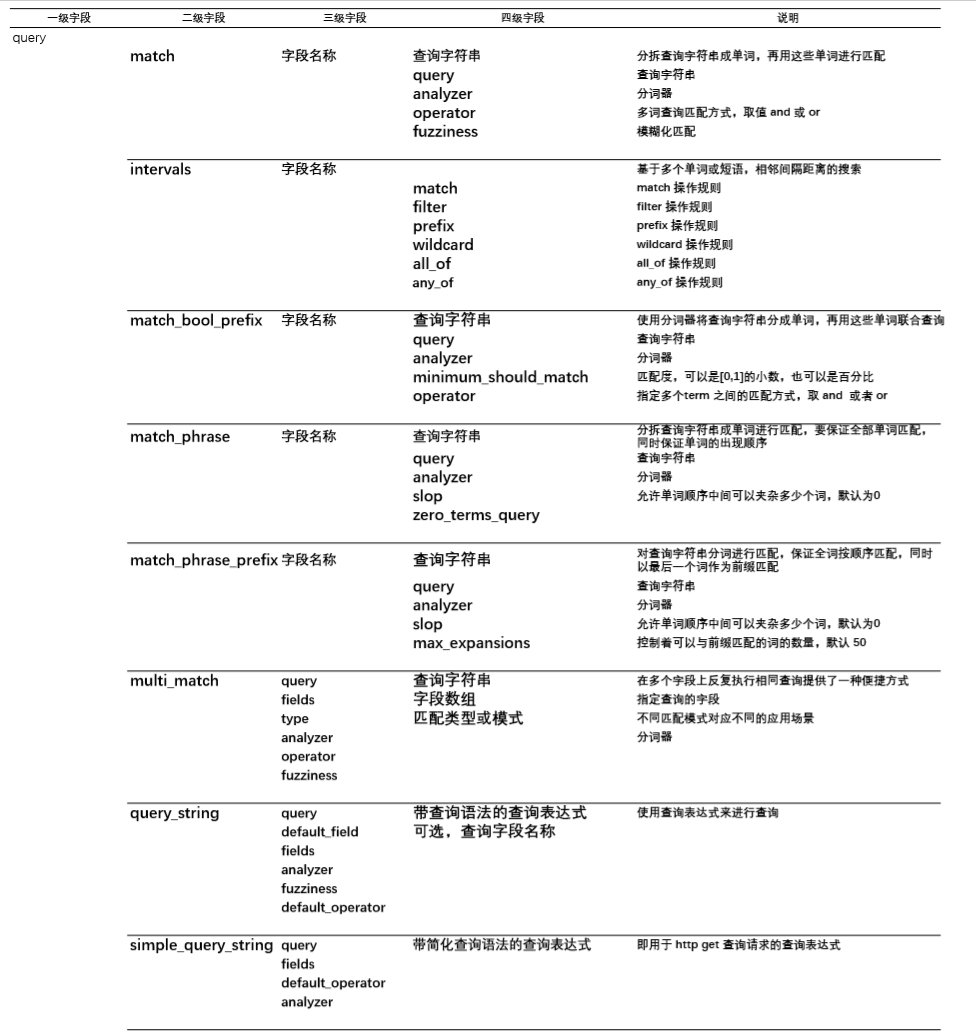 一级字段 二级字段 三级字段 四级字段 说明
query
match 字段名称 查询字符串 分拆查询字符串成单词，再用这些单词进行匹配
query 查询字符串
analyzer 分词器
operator 多词查询匹配方式，取值 and 或 or
fuzziness 模糊化匹配
intervals 字段名称 基于多个单词或短语，相邻间隔距离的搜索
match match 操作规则
filter filter 操作规则
prefix prefix 操作规则
wildcard wildcard 操作规则
all_of all_of 操作规则
any_of any_of 操作规则
match_bool_prefix 字段名称 查询字符串 使用分词器将查询字符串分成单词，再用这些单词联合查询
query 查询字符串
analyzer 分词器
minimum_should_match 匹配度，可以是[0,1]的小数，也可以是百分比
operator 指定多个term 之间的匹配方式，取 and 或者 or
match_phrase 字段名称 查询字符串 分拆查询字符串成单词进行匹配，要保证全部单词匹配，
同时保证单词的出现顺序
query 查询字符串
analyzer 分词器
slop 允许单词顺序中间可以夹杂多少个词，默认为0
zero_terms_query
match_phrase_prefix 字段名称 查询字符串 对查询字符串分词进行匹配，保证全词按顺序匹配，同时
以最后一个词作为前缀匹配
query 查询字符串
analyzer 分词器
slop 允许单词顺序中间可以夹杂多少个词，默认为0
max_expansions 控制着可以与前缀匹配的词的数量，默认 50
multi_match query 查询字符串 在多个字段上反复执行相同查询提供了一种便捷方式
fields 字段数组 指定查询的字段
type 匹配类型或模式 不同匹配模式对应不同的应用场景
analyzer 分词器
operator
fuzziness
query_string query 带查询语法的查询表达式 使用查询表达式来进行查询
default_field 可选，查询字段名称
fields
analyzer
fuzziness
default_operator
simple_query_string query 带简化查询语法的查询表达式 即用于 http get 查询请求的查询表达式
fields
default_operator
analyzer